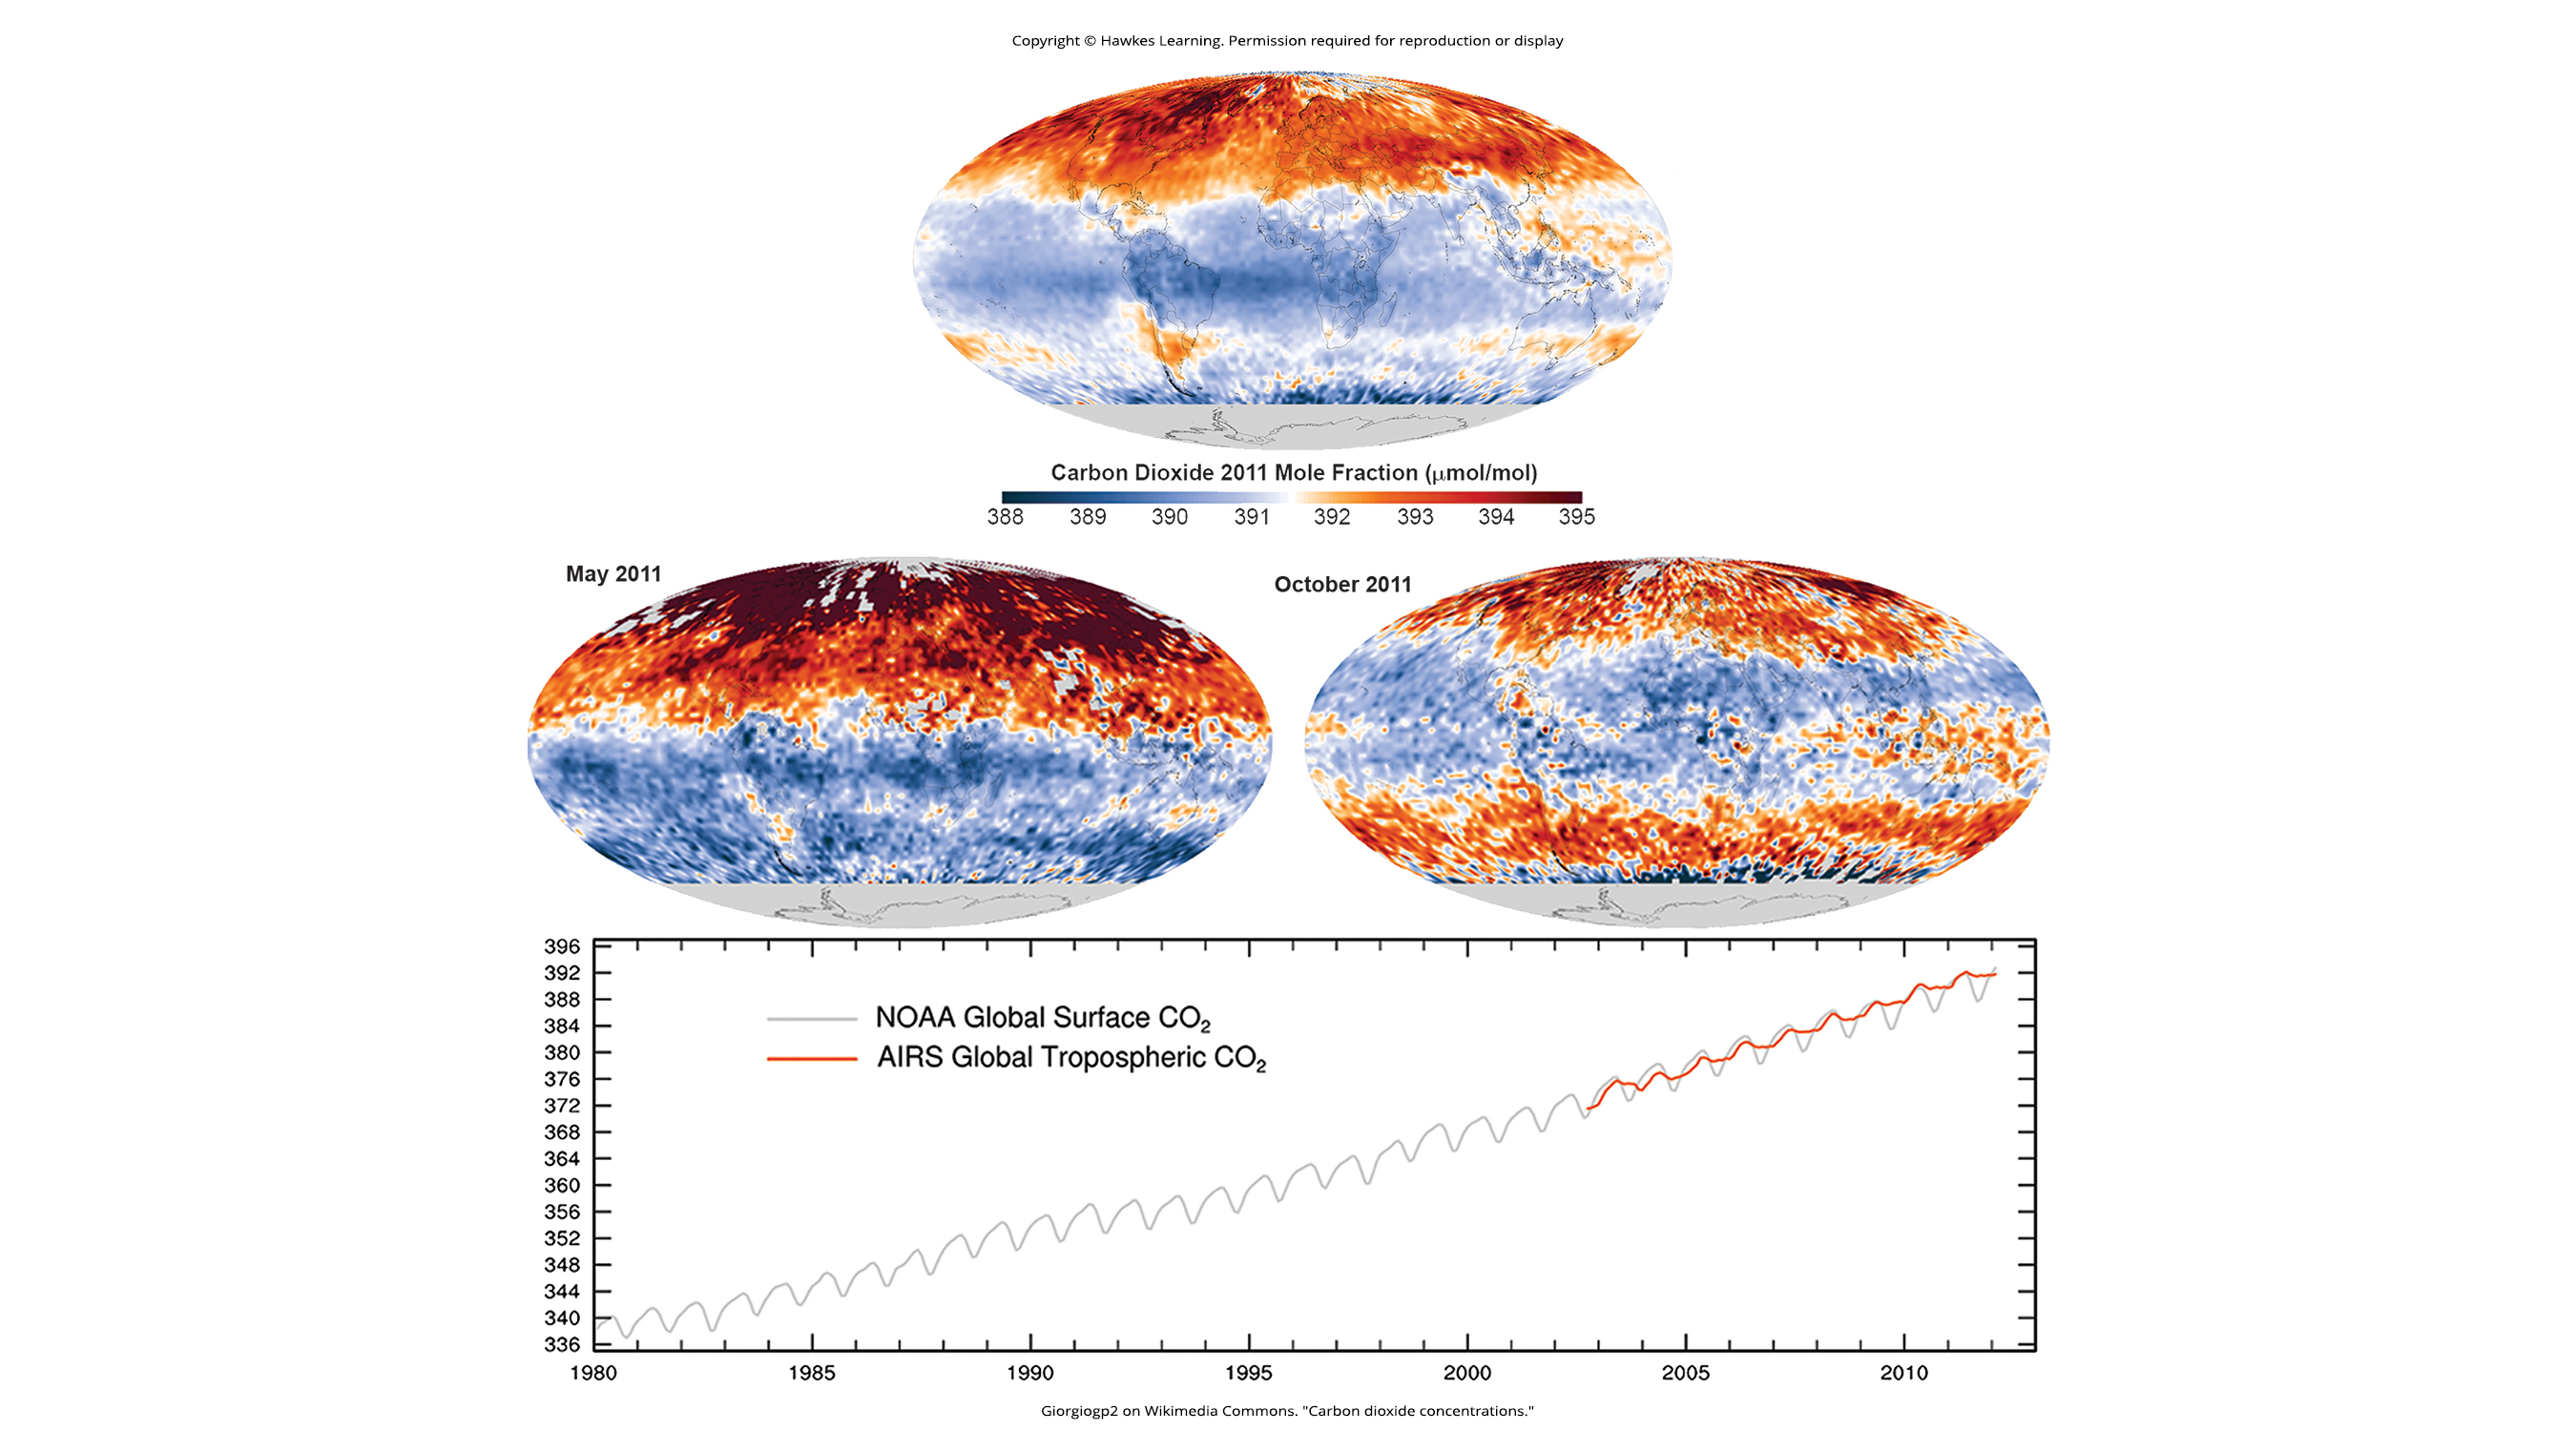 Copyright © Hawkes Learning. Permission required for reproduction or display
Carbon Dioxide 2011 Mole Fraction (μmol/mol)
388 389 390 391 392 393 394 395
May 2011
October 2011
396
392
388
384
380
376
372
368
364
360
356
352
348
344
340
336
NOAA Global Surface CO₂
AIRS Global Tropospheric CO₂
1980 1985 1990 1995 2000 2005 2010
Giorgiogp2 on Wikimedia Commons. "Carbon dioxide concentrations."